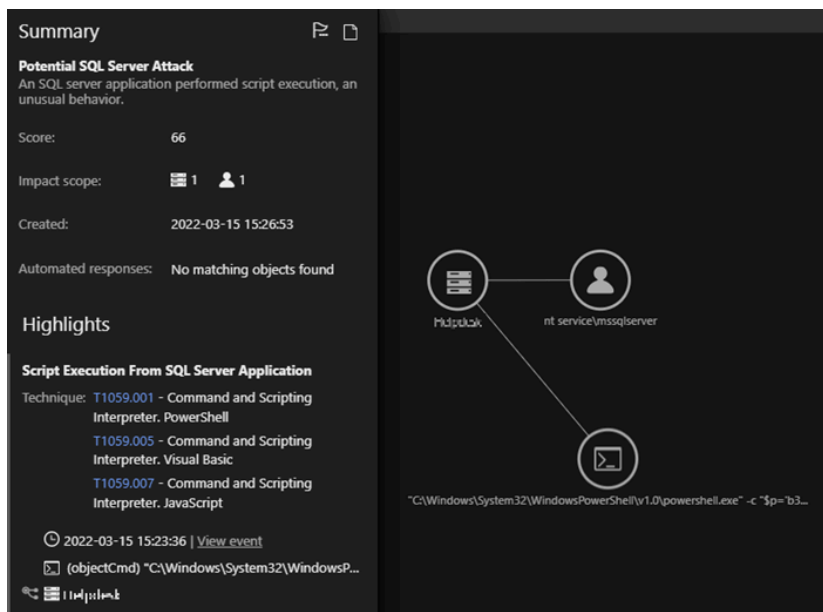 Summary
Potential SQL Server Attack
An SQL server application performed script execution, an
unusual behavior.
Score: 66
Impact scope: 1 1
Created: 2022-03-15 15:26:53
Automated responses: No matching objects found
Highlights
Script Execution From SQL Server Application
Technique: T1059.001 - Command and Scripting
Interpreter. PowerShell
T1059.005 - Command and Scripting
Interpreter. Visual Basic
T1059.007 - Command and Scripting
Interpreter. JavaScript
2022-03-15 15:23:36 | View event
(objectCmd) "C:\Windows\System32\WindowsP...
nt service\mssqlserver
"C:\Windows\System32\WindowsPowerShell\v1.0\powershell.exe" -c "$p='b3...